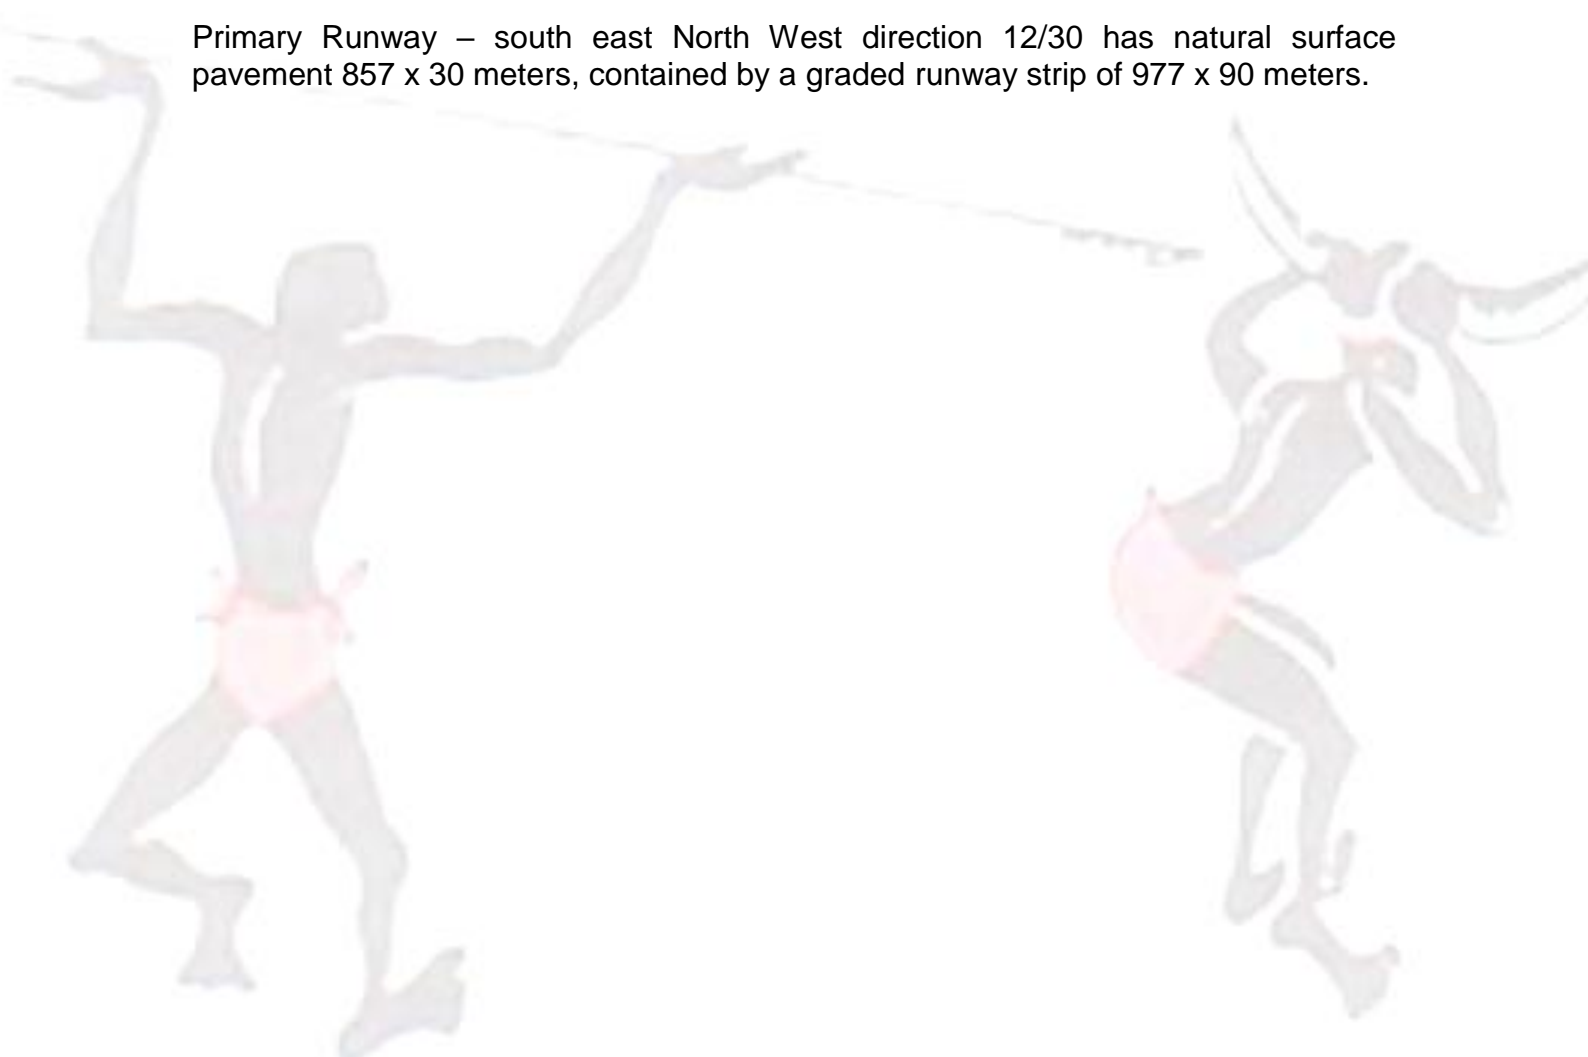 Primary Runway – south east North West direction 12/30 has natural surface
pavement 857 x 30 meters, contained by a graded runway strip of 977 x 90 meters.